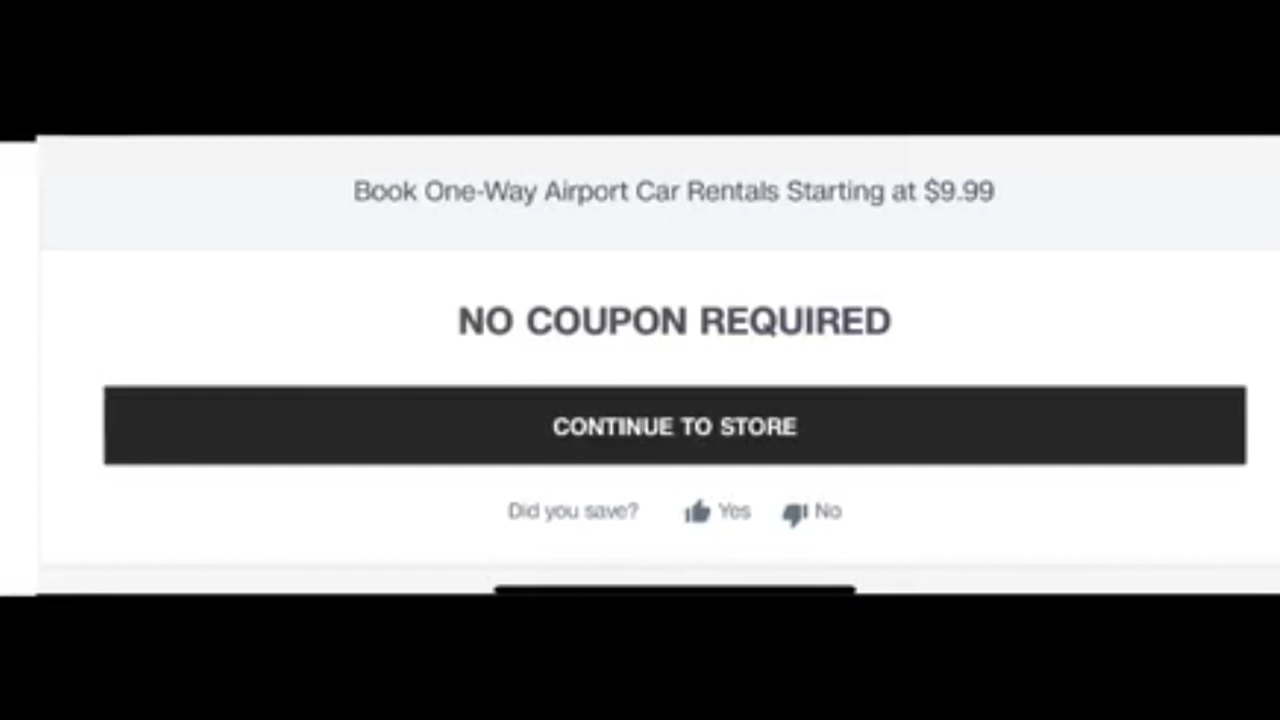 Book One-Way Airport Car Rentals Starting at $9.99
NO COUPON REQUIRED
CONTINUE TO STORE
Did you save? Yes No